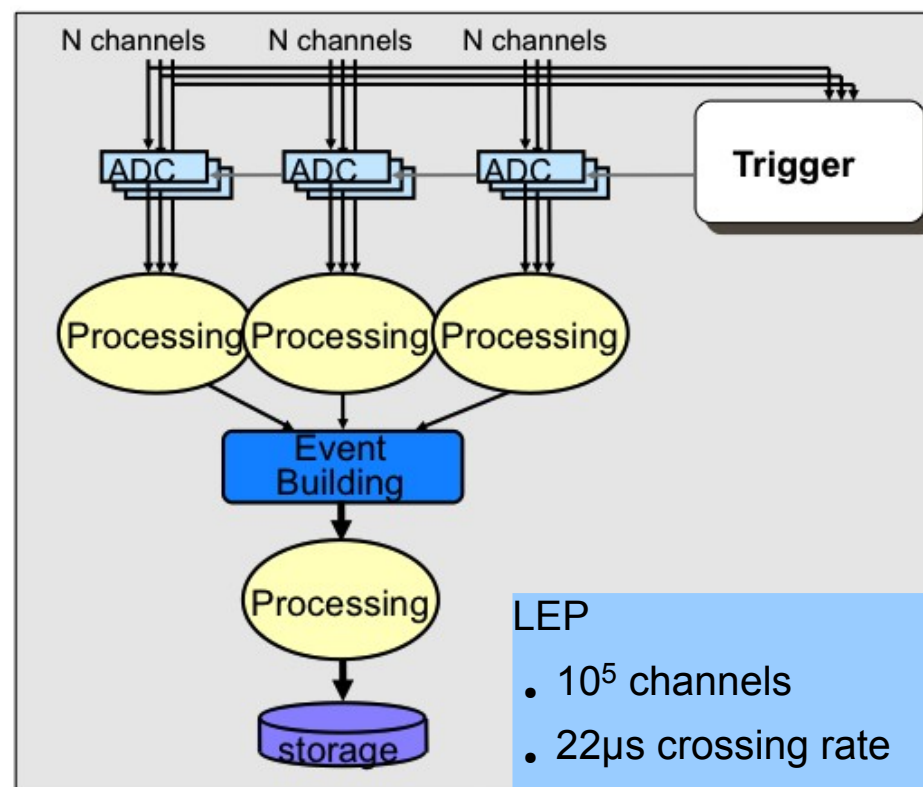 N channels N channels N channels
ADC ADC ADC
Trigger
Processing Processing Processing
Event
Building
Processing
storage
LEP
• 10⁵ channels
• 22µs crossing rate